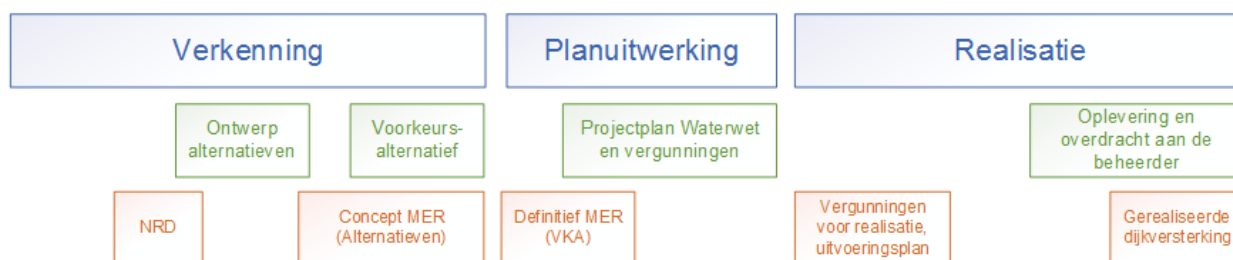 Verkenning
Planuitwerking
Realisatie
Ontwerp
alternatieven
Voorkeurs-
alternatief
Projectplan Waterwet
en vergunningen
Oplevering en
overdracht aan de
beheerder
NRD
Concept MER
(Alternatieven)
Definitief MER
(VKA)
Vergunningen
voor realisatie,
uitvoeringsplan
Gerealiseerde
dijkversterking